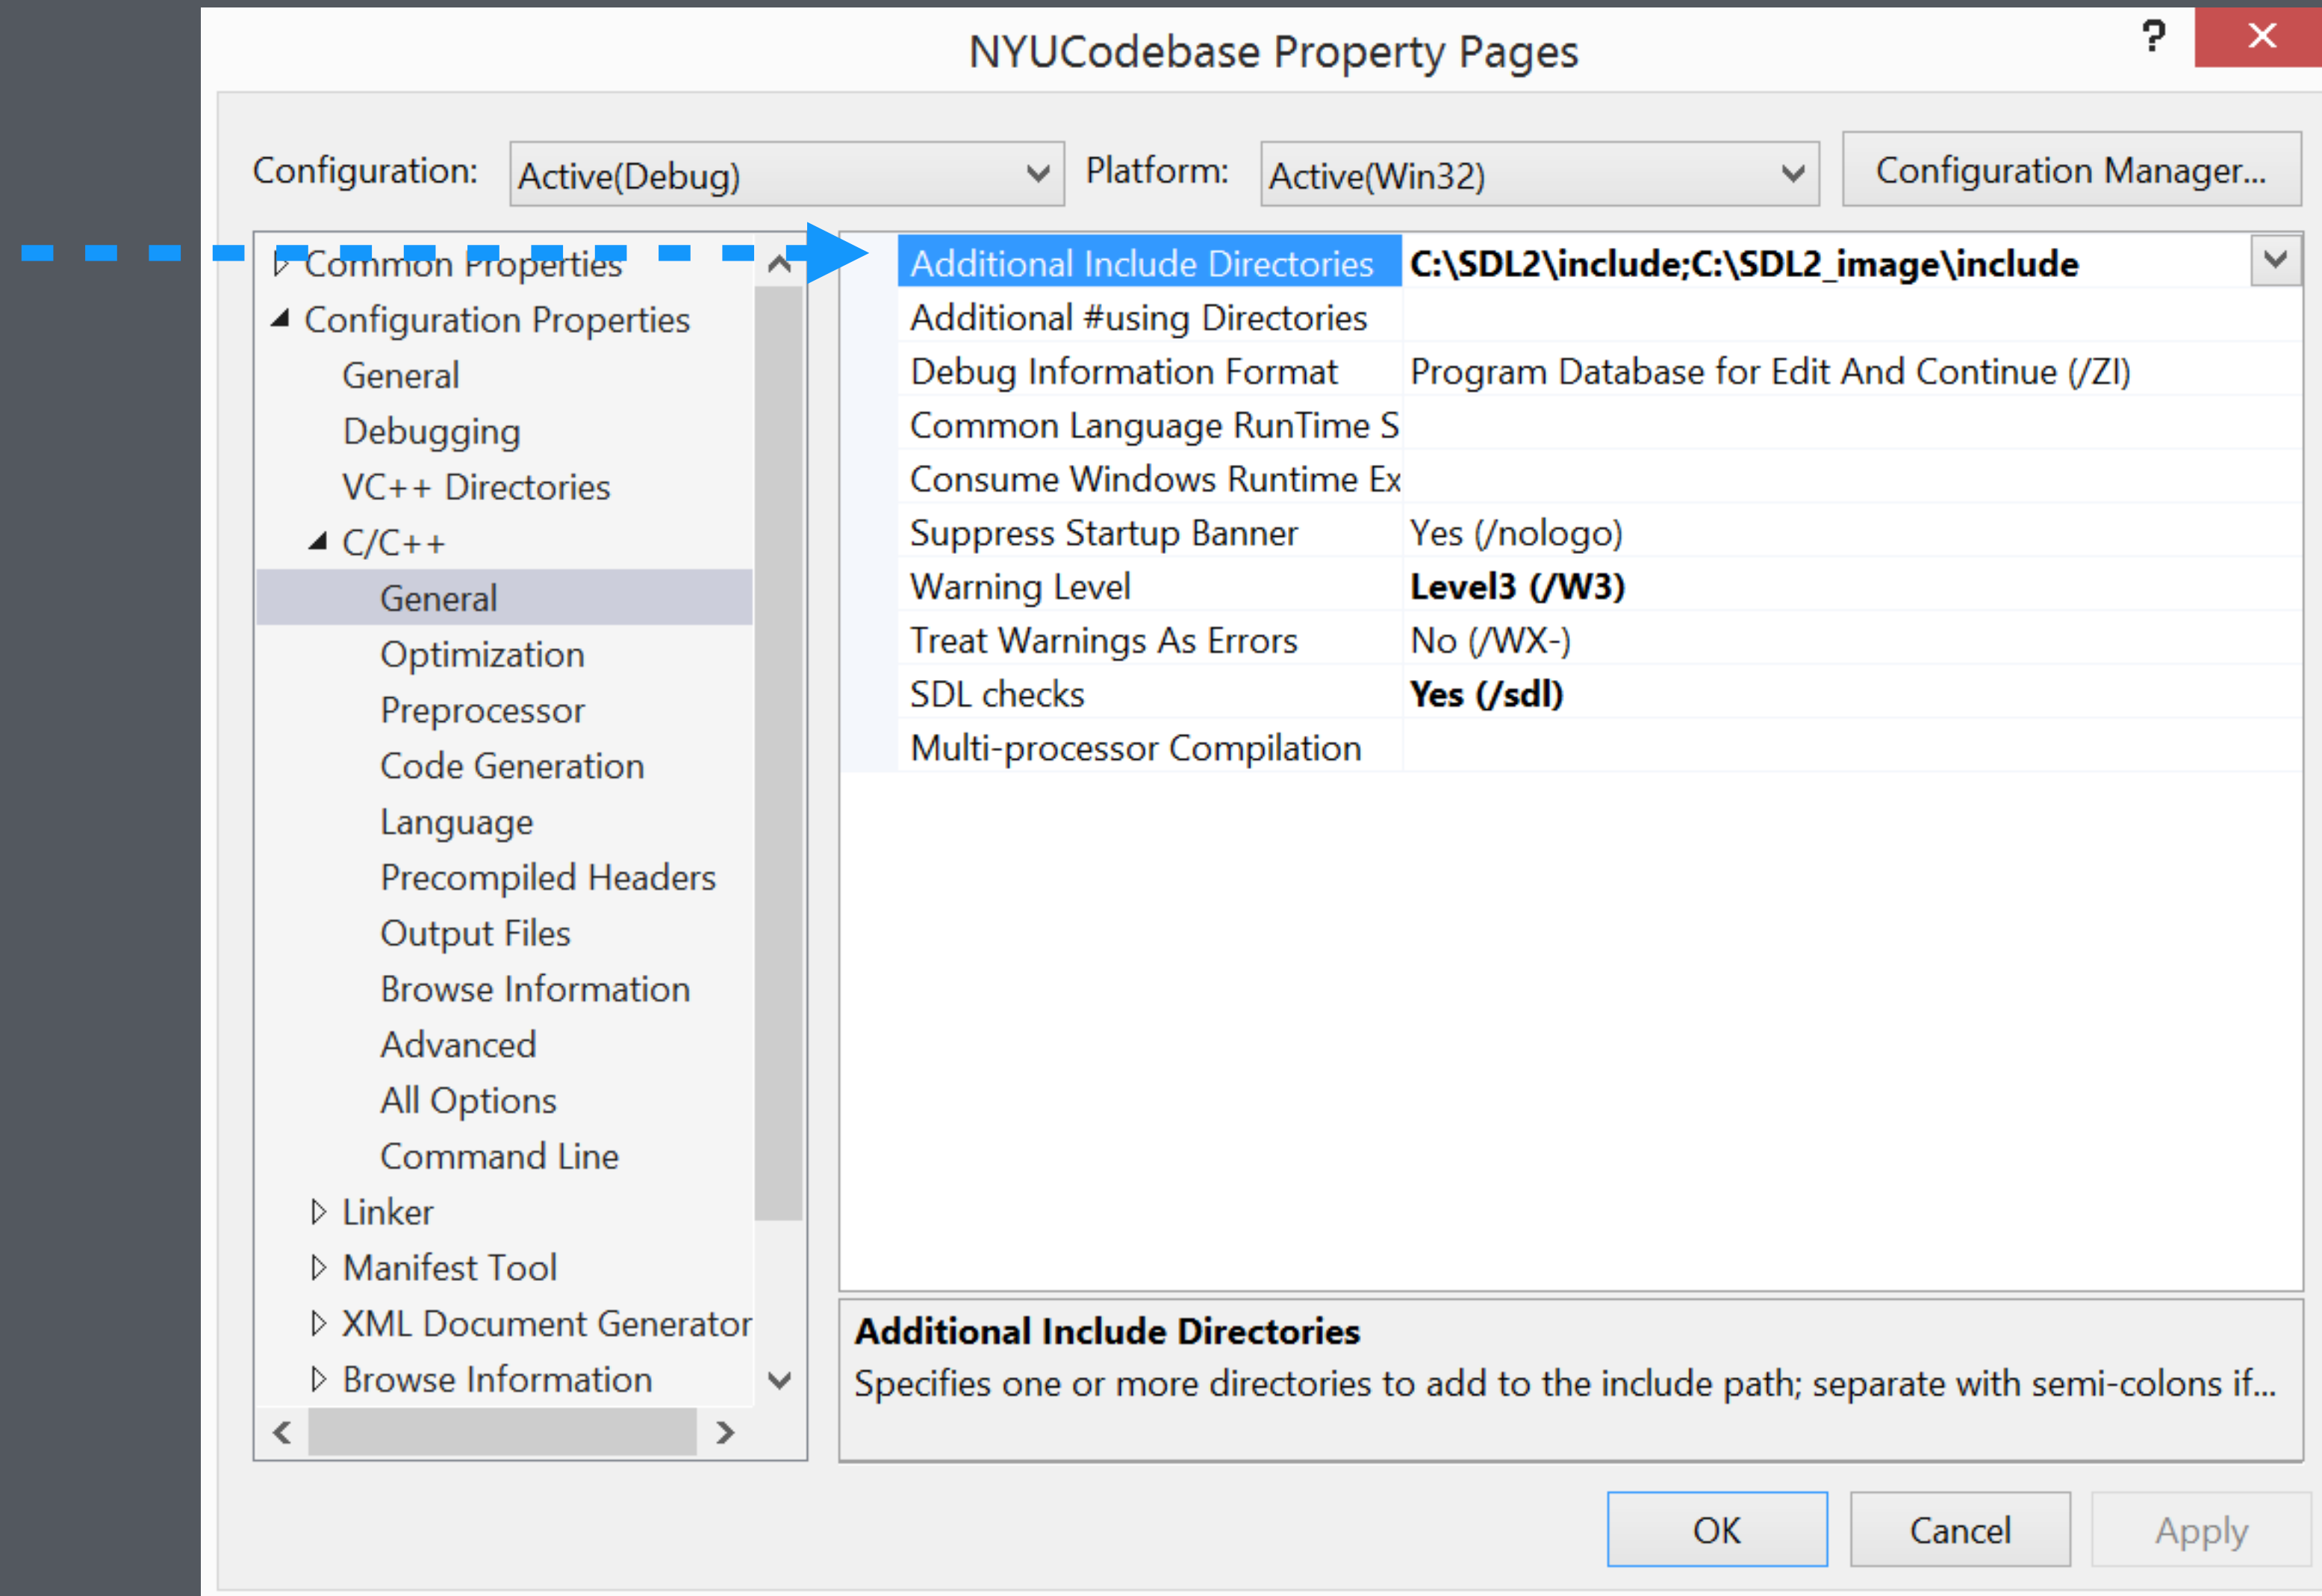 NYUCodebase Property Pages
?
Configuration: Active(Debug) Platform: Active(Win32) Configuration Manager...
Common Properties
Configuration Properties
General
Debugging
VC++ Directories
C/C++
General
Optimization
Preprocessor
Code Generation
Language
Precompiled Headers
Output Files
Browse Information
Advanced
All Options
Command Line
Linker
Manifest Tool
XML Document Generator
Browse Information
Additional Include Directories C:\SDL2\include;C:\SDL2_image\include
Additional #using Directories
Debug Information Format Program Database for Edit And Continue (/ZI)
Common Language RunTime S
Consume Windows Runtime Ex
Suppress Startup Banner Yes (/nologo)
Warning Level Level3 (/W3)
Treat Warnings As Errors No (/WX-)
SDL checks Yes (/sdl)
Multi-processor Compilation
Additional Include Directories
Specifies one or more directories to add to the include path; separate with semi-colons if...
OK Cancel Apply